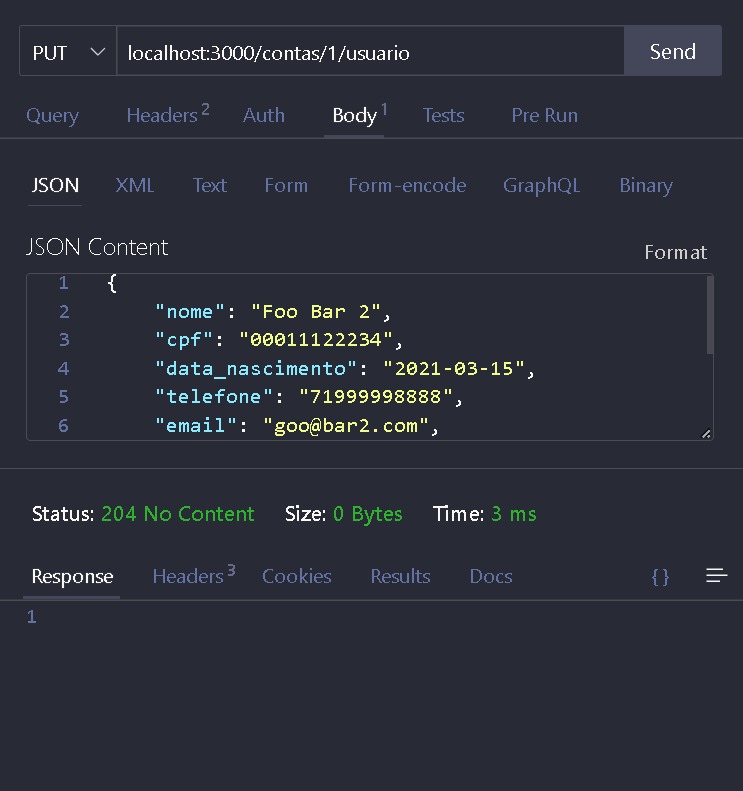 PUT localhost:3000/contas/1/usuario Send
Query Headers 2 Auth Body 1 Tests Pre Run
JSON XML Text Form Form-encode GraphQL Binary
JSON Content Format
1 {
2 "nome": "Foo Bar 2",
3 "cpf": "00011122234",
4 "data_nascimento": "2021-03-15",
5 "telefone": "71999998888",
6 "email": "goo@bar2.com",
Status: 204 No Content Size: 0 Bytes Time: 3 ms
Response Headers 3 Cookies Results Docs {}
1